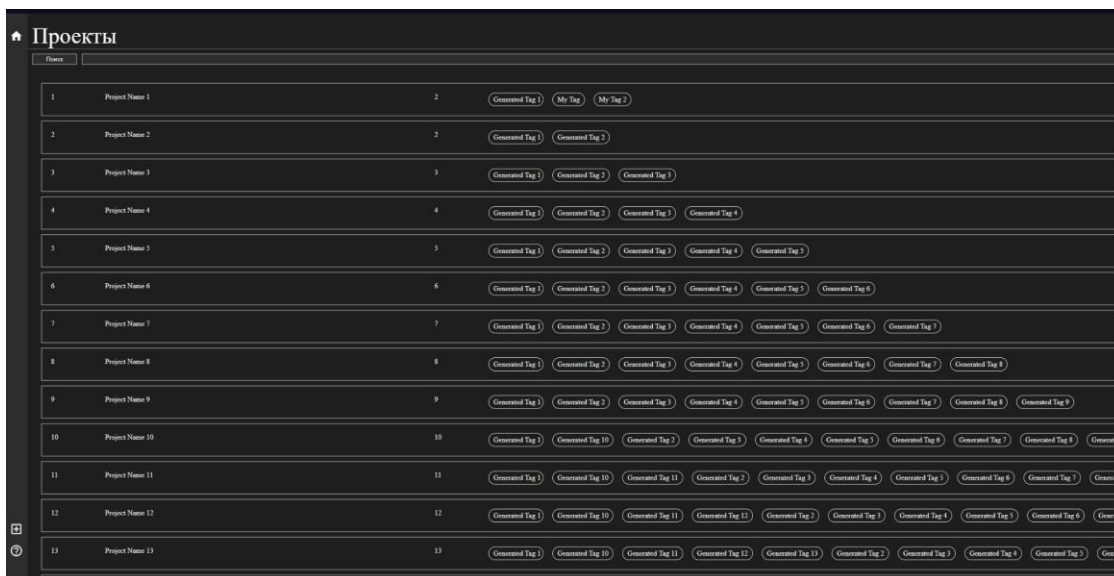 Проекты
Поиск
1 Project Name 1 2 Generated Tag 1 My Tag My Tag 2
2 Project Name 2 2 Generated Tag 1 Generated Tag 2
3 Project Name 3 3 Generated Tag 1 Generated Tag 2 Generated Tag 3
4 Project Name 4 4 Generated Tag 1 Generated Tag 2 Generated Tag 3 Generated Tag 4
5 Project Name 5 5 Generated Tag 1 Generated Tag 2 Generated Tag 3 Generated Tag 4 Generated Tag 5
6 Project Name 6 6 Generated Tag 1 Generated Tag 2 Generated Tag 3 Generated Tag 4 Generated Tag 5 Generated Tag 6
7 Project Name 7 7 Generated Tag 1 Generated Tag 2 Generated Tag 3 Generated Tag 4 Generated Tag 5 Generated Tag 6 Generated Tag 7
8 Project Name 8 8 Generated Tag 1 Generated Tag 2 Generated Tag 3 Generated Tag 4 Generated Tag 5 Generated Tag 6 Generated Tag 7 Generated Tag 8
9 Project Name 9 9 Generated Tag 1 Generated Tag 2 Generated Tag 3 Generated Tag 4 Generated Tag 5 Generated Tag 6 Generated Tag 7 Generated Tag 8 Generated Tag 9
10 Project Name 10 10 Generated Tag 1 Generated Tag 10 Generated Tag 2 Generated Tag 3 Generated Tag 4 Generated Tag 5 Generated Tag 6 Generated Tag 7 Generated Tag 8
11 Project Name 11 11 Generated Tag 1 Generated Tag 10 Generated Tag 11 Generated Tag 2 Generated Tag 3 Generated Tag 4 Generated Tag 5 Generated Tag 6 Generated Tag 7
12 Project Name 12 12 Generated Tag 1 Generated Tag 10 Generated Tag 11 Generated Tag 12 Generated Tag 2 Generated Tag 3 Generated Tag 4 Generated Tag 5 Generated Tag 6
13 Project Name 13 13 Generated Tag 1 Generated Tag 10 Generated Tag 11 Generated Tag 12 Generated Tag 13 Generated Tag 2 Generated Tag 3 Generated Tag 4 Generated Tag 5